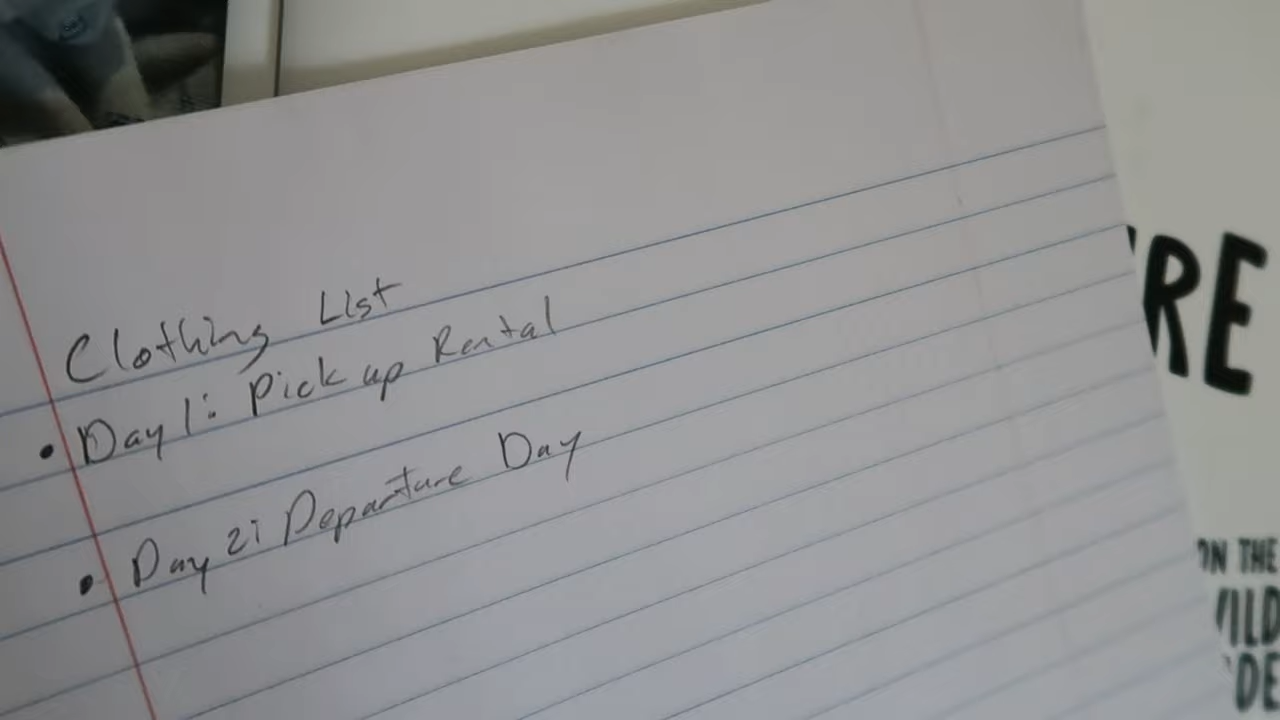 Clothing List
• Day 1: Pick up Rental
• Day 2: Departure Day
RE
ON THE